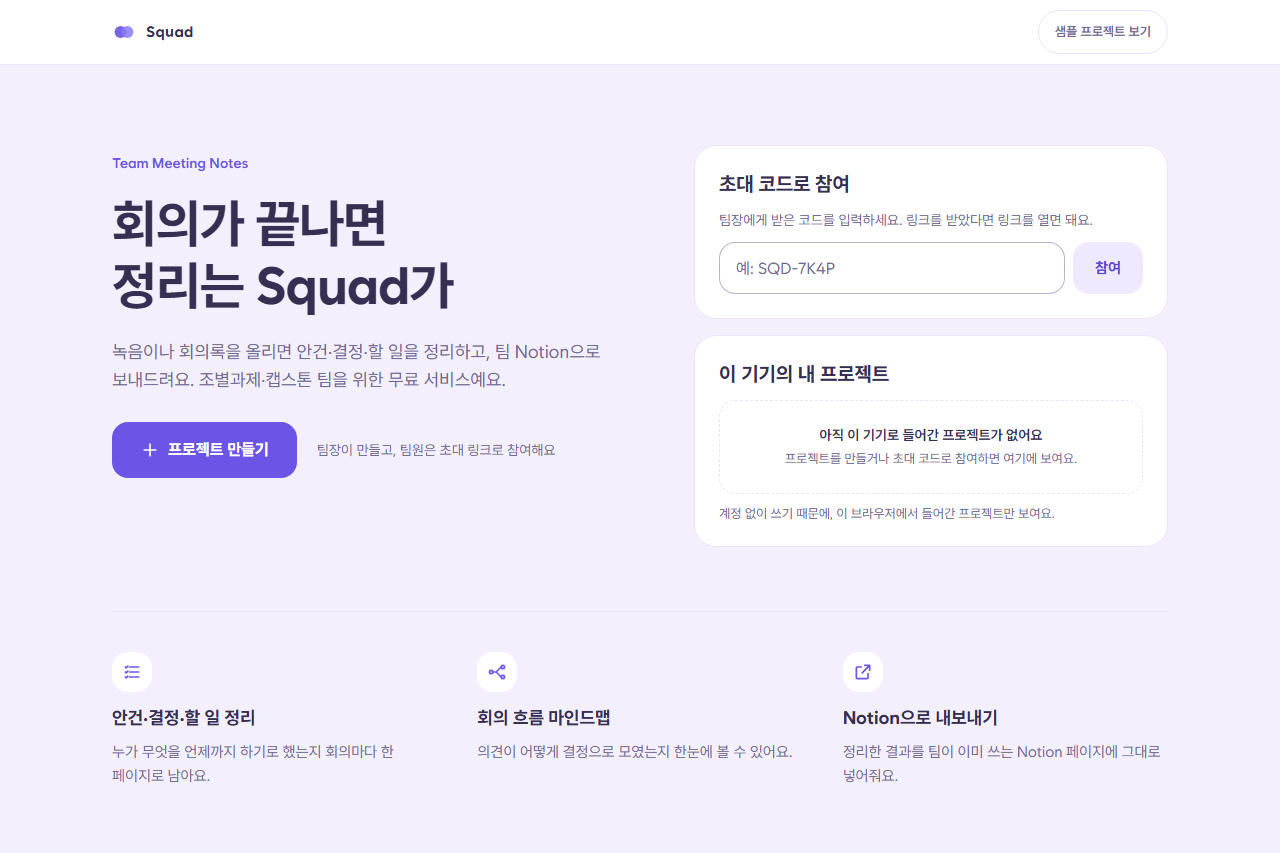 Squad
샘플 프로젝트 보기
Team Meeting Notes
회의가 끝나면
정리는 Squad가
녹음이나 회의록을 올리면 안건·결정·할 일을 정리하고, 팀 Notion으로
보내드려요. 조별과제·캡스톤 팀을 위한 무료 서비스예요.
프로젝트 만들기
팀장이 만들고, 팀원은 초대 링크로 참여해요
초대 코드로 참여
팀장에게 받은 코드를 입력하세요. 링크를 받았다면 링크를 열면 돼요.
예: SQD-7K4P
참여
이 기기의 내 프로젝트
아직 이 기기로 들어간 프로젝트가 없어요
프로젝트를 만들거나 초대 코드로 참여하면 여기에 보여요.
계정 없이 쓰기 때문에, 이 브라우저에서 들어간 프로젝트만 보여요.
안건·결정·할 일 정리
누가 무엇을 언제까지 하기로 했는지 회의마다 한
페이지로 남아요.
회의 흐름 마인드맵
의견이 어떻게 결정으로 모였는지 한눈에 볼 수 있어요.
Notion으로 내보내기
정리한 결과를 팀이 이미 쓰는 Notion 페이지에 그대로
넣어줘요.